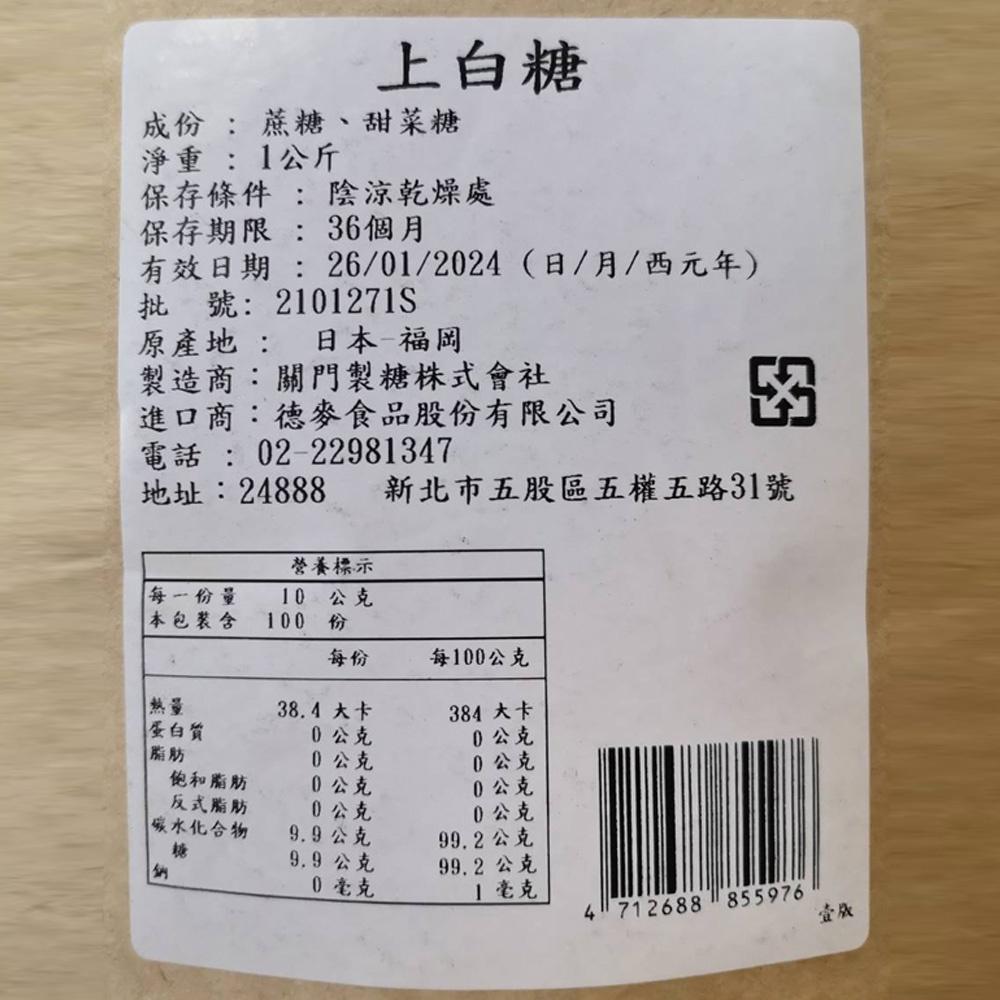 上白糖
成份 : 蔗糖、甜菜糖
淨重 : 1公斤
保存條件 : 陰涼乾燥處
保存期限 : 36個月
有效日期 : 26/01/2024 (日/月/西元年)
批 號: 2101271S
原產地 : 日本-福岡
製造商：關門製糖株式會社
進口商：德麥食品股份有限公司
電話 : 02-22981347
地址：24888 新北市五股區五權五路31號
營養標示
每一份量 10 公克
本包裝含 100 份
每份 每100公克
熱量 38.4 大卡 384 大卡
蛋白質 0 公克 0 公克
脂肪 0 公克 0 公克
飽和脂肪 0 公克 0 公克
反式脂肪 0 公克 0 公克
碳水化合物 9.9 公克 99.2 公克
糖 9.9 公克 99.2 公克
鈉 0 毫克 1 毫克
4 712688 855976
壹版